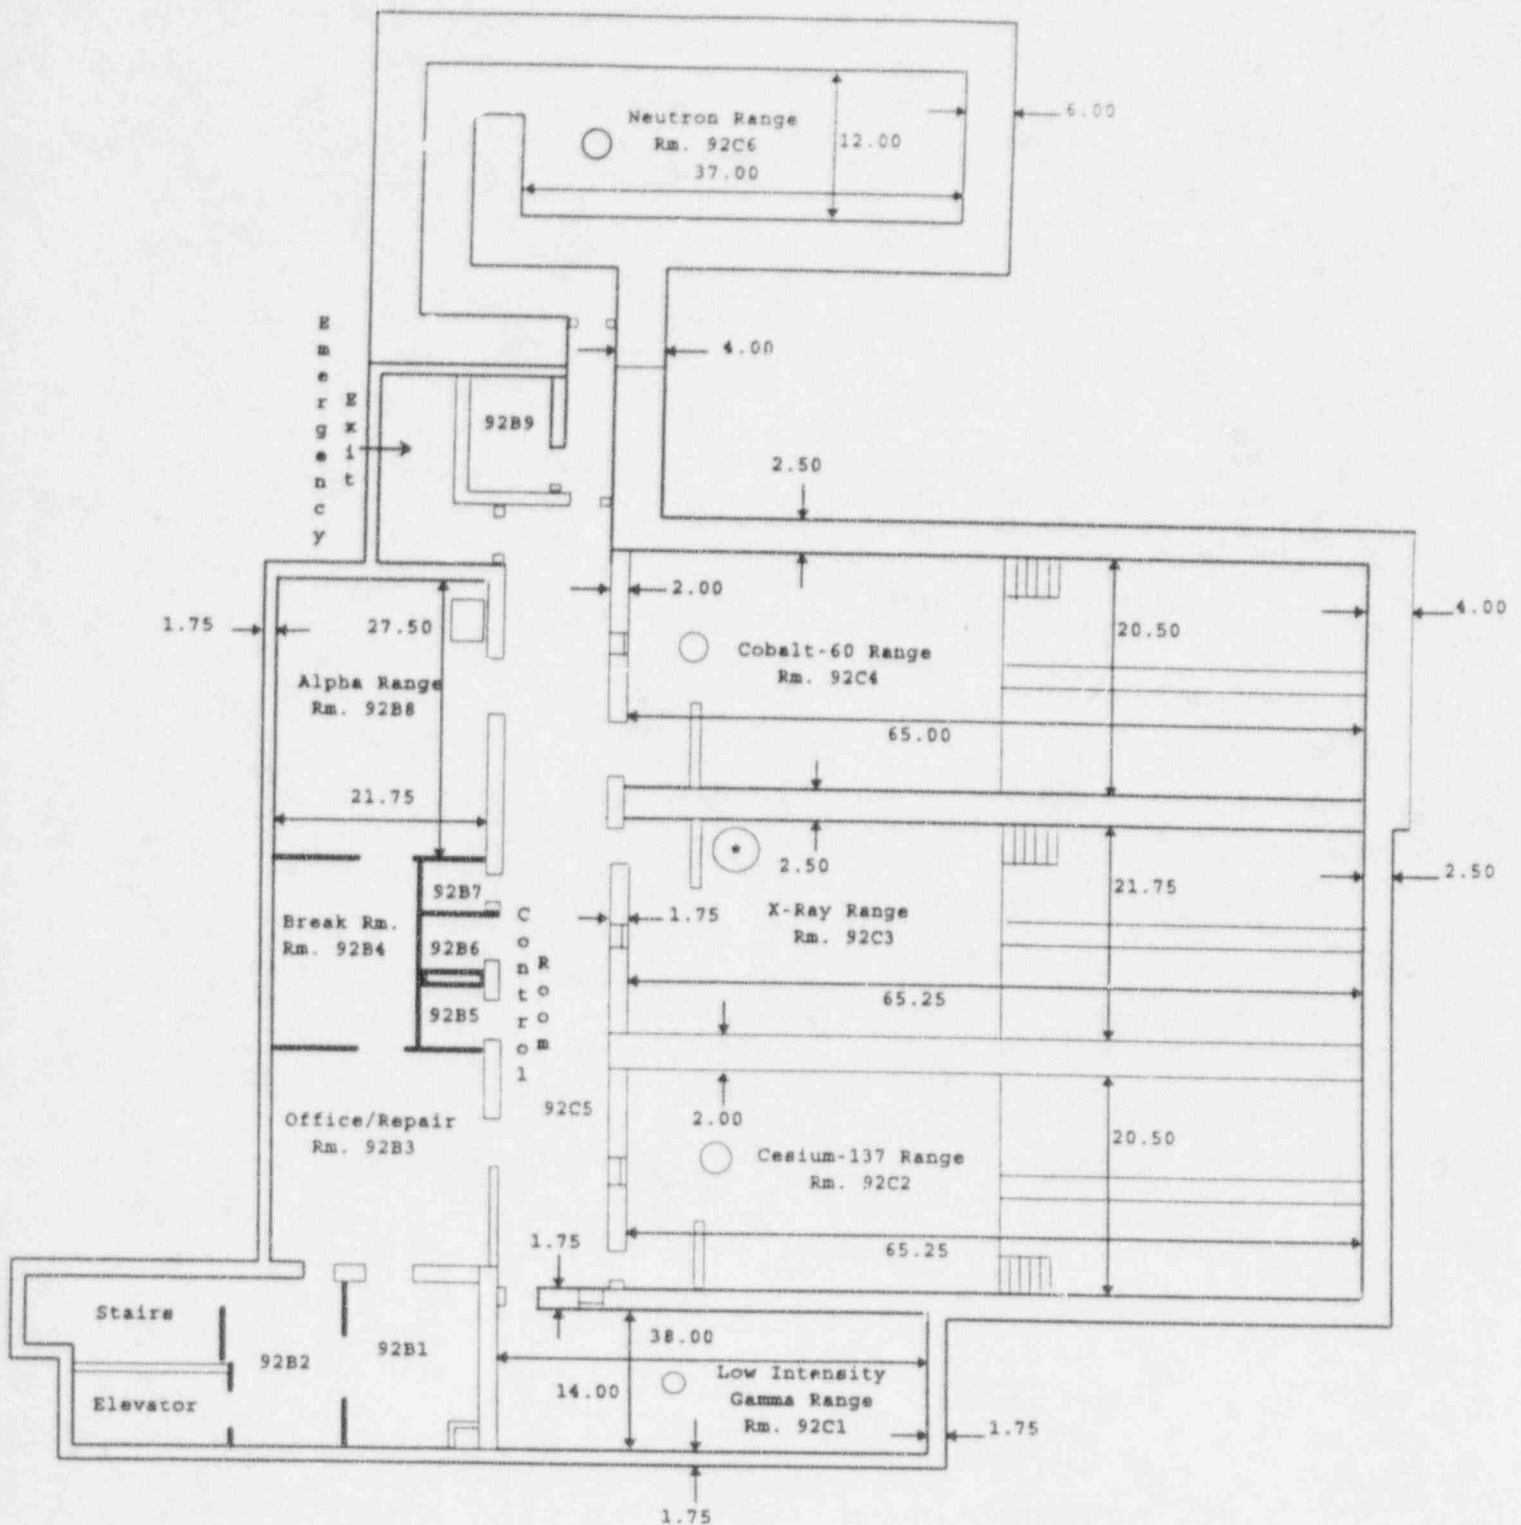 Neutron Range
Rm. 92C6
37.00
12.00
6.00
4.00
Emergency
Exit
92B9
2.50
2.00
4.00
1.75
27.50
20.50
Cobalt-60 Range
Rm. 92C4
Alpha Range
Rm. 92B8
65.00
21.75
2.50
2.50
92B7
21.75
1.75
X-Ray Range
Rm. 92C3
Break Rm.
Rm. 92B4
92B6
Control
Room
65.25
92B5
92C5
Office/Repair
Rm. 92B3
2.00
20.50
Cesium-137 Range
Rm. 92C2
1.75
65.25
Stairs
38.00
92B2
92B1
Low Intensity
Gamma Range
Rm. 92C1
14.00
Elevator
1.75
1.75